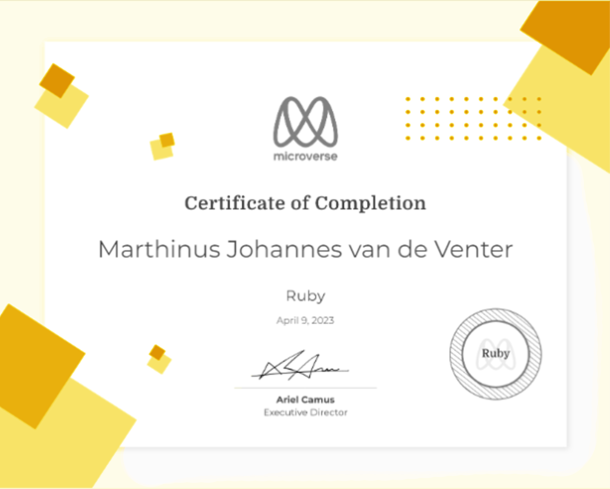 microverse
Certificate of Completion
Marthinus Johannes van de Venter
Ruby
April 9, 2023
Ruby
Ariel Camus
Executive Director